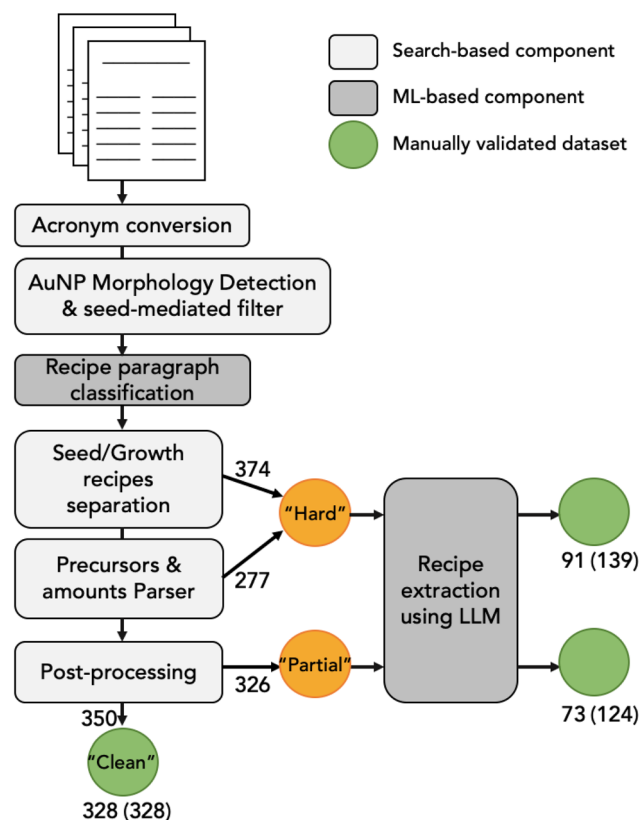 Search-based component
ML-based component
Manually validated dataset
Acronym conversion
AuNP Morphology Detection
& seed-mediated filter
Recipe paragraph
classification
Seed/Growth
recipes
separation
374
"Hard"
Precursors &
amounts Parser
277
Recipe
extraction
using LLM
91 (139)
Post-processing
326
"Partial"
73 (124)
350
"Clean"
328 (328)